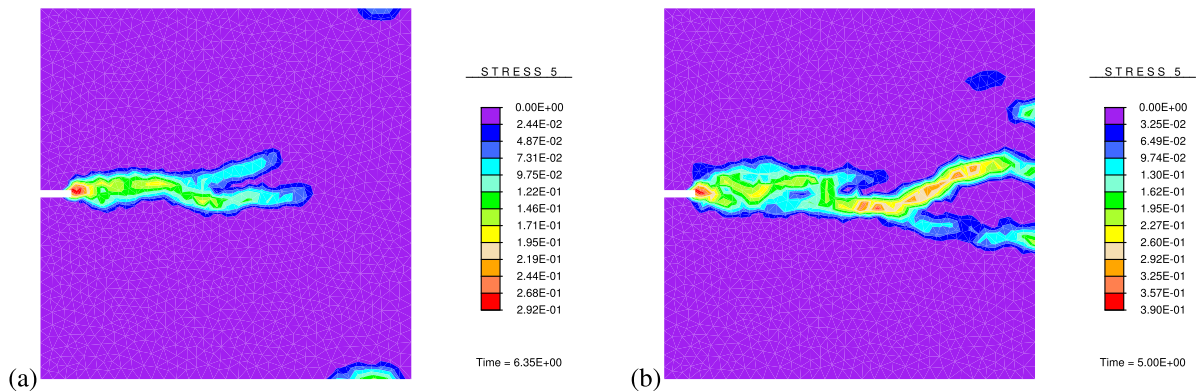 STRESS 5
0.00E+00
2.44E-02
4.87E-02
7.31E-02
9.75E-02
1.22E-01
1.46E-01
1.71E-01
1.95E-01
2.19E-01
2.44E-01
2.68E-01
2.92E-01
Time = 6.35E+00
(a)
STRESS 5
0.00E+00
3.25E-02
6.49E-02
9.74E-02
1.30E-01
1.62E-01
1.95E-01
2.27E-01
2.60E-01
2.92E-01
3.25E-01
3.57E-01
3.90E-01
Time = 5.00E+00
(b)